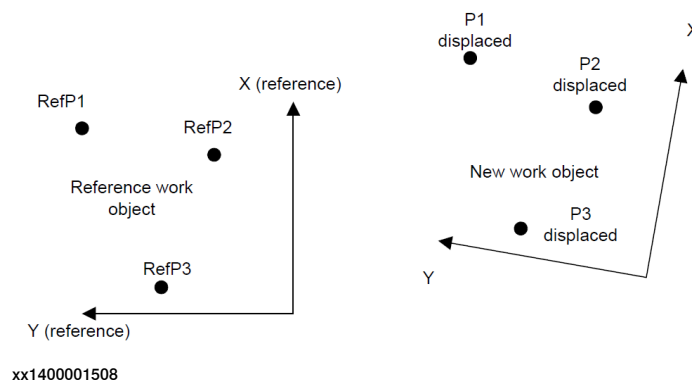 P1
displaced
X
P2
displaced
X (reference)
RefP1
RefP2
Reference work
object
New work object
P3
displaced
RefP3
Y
Y (reference)
xx1400001508